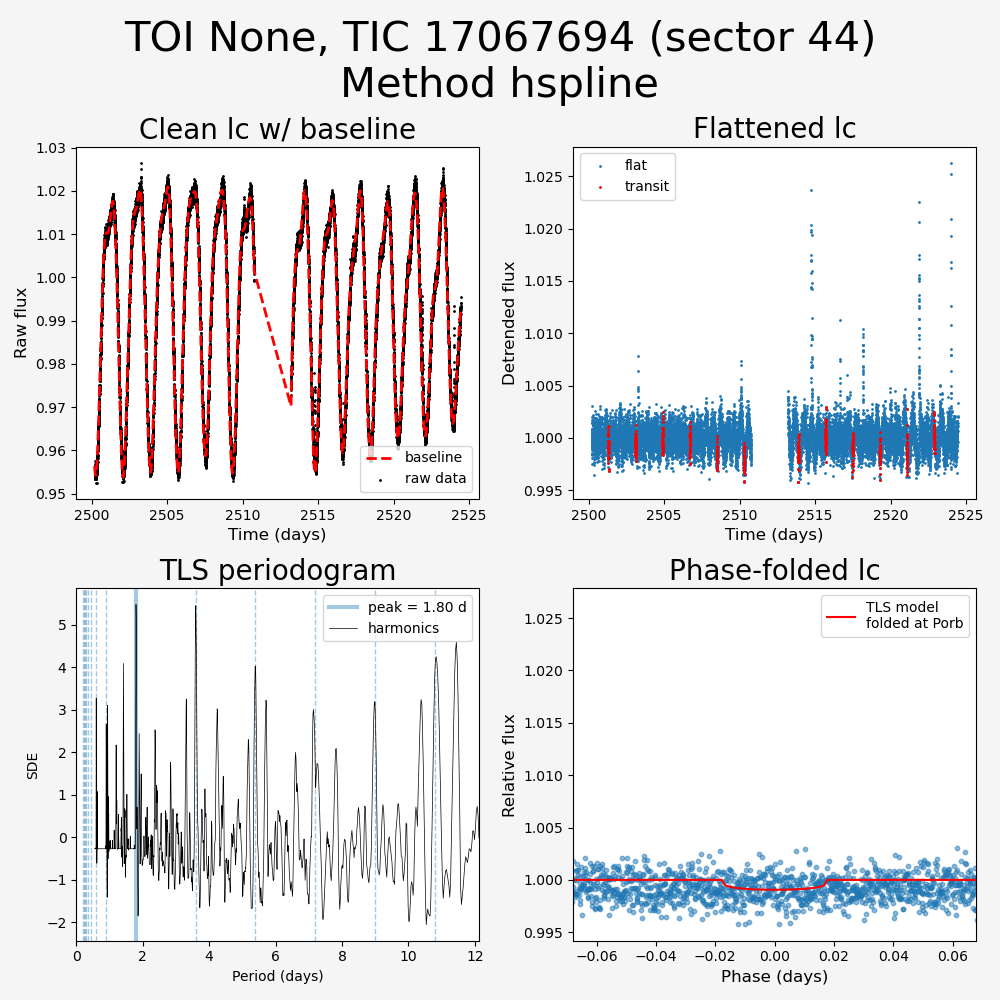 TOI None, TIC 17067694 (sector 44)
Method hspline
Clean lc w/ baseline
Raw flux
1.03
1.02
1.01
1.00
0.99
0.98
0.97
0.96
0.95
baseline
raw data
2500
2505
2510
2515
2520
2525
Time (days)
Flattened lc
Detrended flux
1.025
1.020
1.015
1.010
1.005
1.000
0.995
flat
transit
2500
2505
2510
2515
2520
2525
Time (days)
TLS periodogram
SDE
5
4
3
2
1
0
−1
−2
peak = 1.80 d
harmonics
0
2
4
6
8
10
12
Period (days)
Phase-folded lc
Relative flux
1.025
1.020
1.015
1.010
1.005
1.000
0.995
TLS model
folded at Porb
−0.06
−0.04
−0.02
0.00
0.02
0.04
0.06
Phase (days)